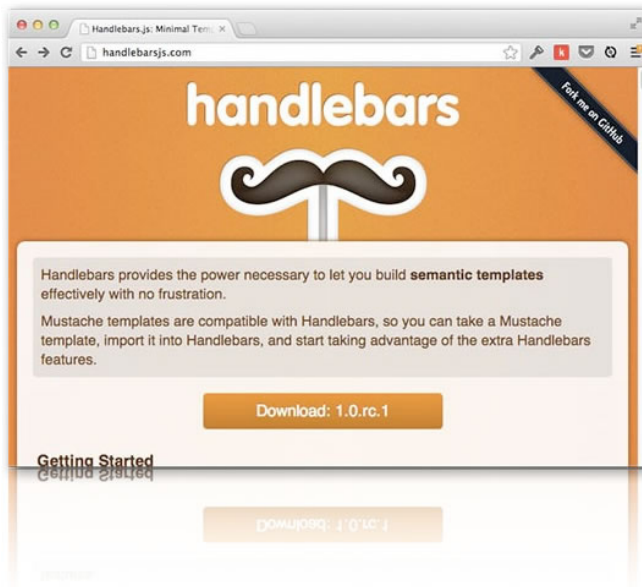 Handlebars.js: Minimal Tem
handlebarsjs.com
k
Fork me on GitHub
handlebars
Handlebars provides the power necessary to let you build semantic templates
effectively with no frustration.
Mustache templates are compatible with Handlebars, so you can take a Mustache
template, import it into Handlebars, and start taking advantage of the extra Handlebars
features.
Download: 1.0.rc.1
Getting Started